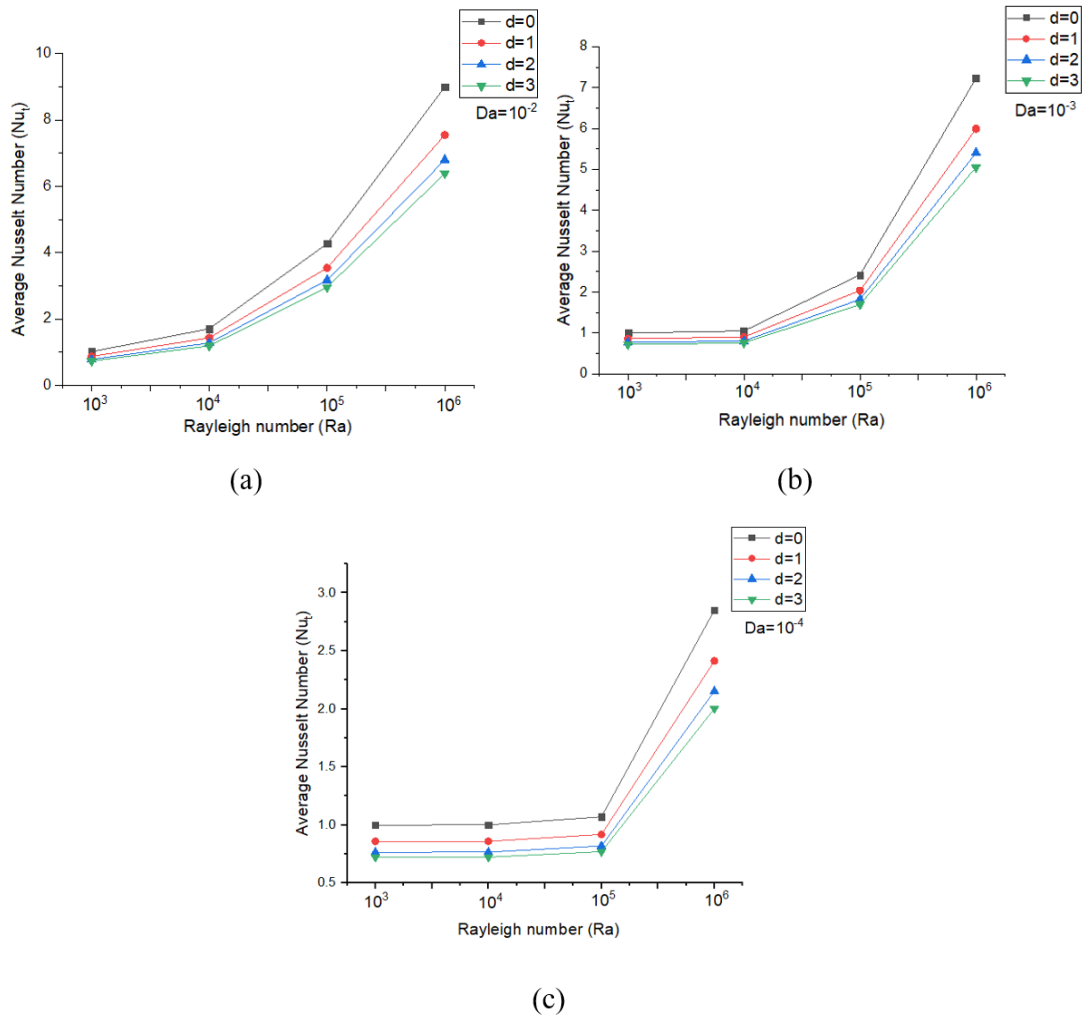 d=0
d=1
d=2
d=3
Da=10⁻²
10
8
6
4
2
0
Average Nusselt Number (Nuₜ)
10³ 10⁴ 10⁵ 10⁶
Rayleigh number (Ra)
(a)
d=0
d=1
d=2
d=3
Da=10⁻³
8
7
6
5
4
3
2
1
0
Average Nusselt Number (Nuₜ)
10³ 10⁴ 10⁵ 10⁶
Rayleigh number (Ra)
(b)
d=0
d=1
d=2
d=3
Da=10⁻⁴
3.0
2.5
2.0
1.5
1.0
0.5
Average Nusselt Number (Nuₜ)
10³ 10⁴ 10⁵ 10⁶
Rayleigh number (Ra)
(c)